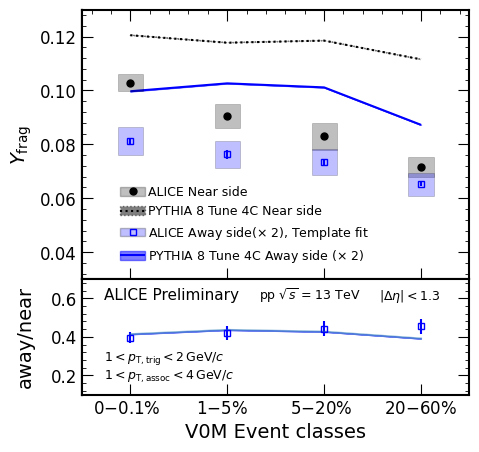 0.12
0.10
0.08
0.06
0.04
Y_frag
ALICE Near side
PYTHIA 8 Tune 4C Near side
ALICE Away side(× 2), Template fit
PYTHIA 8 Tune 4C Away side (× 2)
ALICE Preliminary pp √s = 13 TeV |Δη| < 1.3
0.6
0.4
0.2
away/near
1 < p_T,trig < 2 GeV/c
1 < p_T,assoc < 4 GeV/c
0−0.1% 1−5% 5−20% 20−60%
V0M Event classes